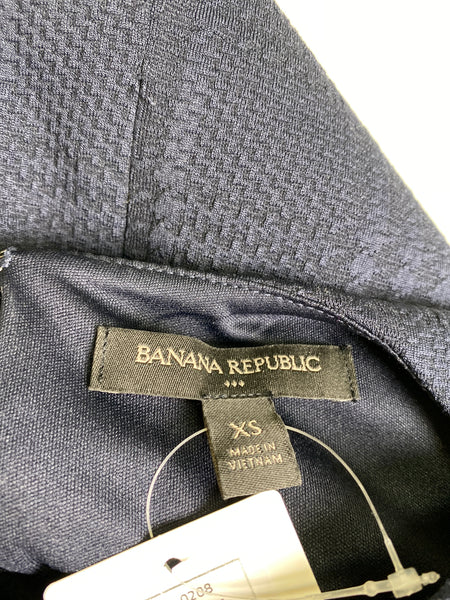 BANANA REPUBLIC
XS
MADE IN
VIETNAM
0208